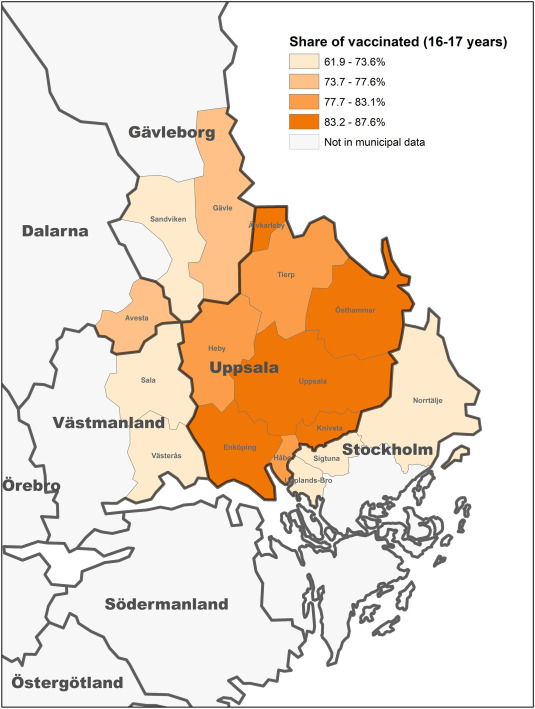 Share of vaccinated (16-17 years)
61.9 - 73.6%
73.7 - 77.6%
77.7 - 83.1%
83.2 - 87.6%
Not in municipal data
Gävleborg
Sandviken
Gävle
Älvkarleby
Dalarna
Tierp
Östhammar
Avesta
Heby
Uppsala
Sala
Uppsala
Norrtälje
Västmanland
Knivsta
Enköping
Stockholm
Västerås
Håbo
Sigtuna
Upplands-Bro
Örebro
Södermanland
Östergötland